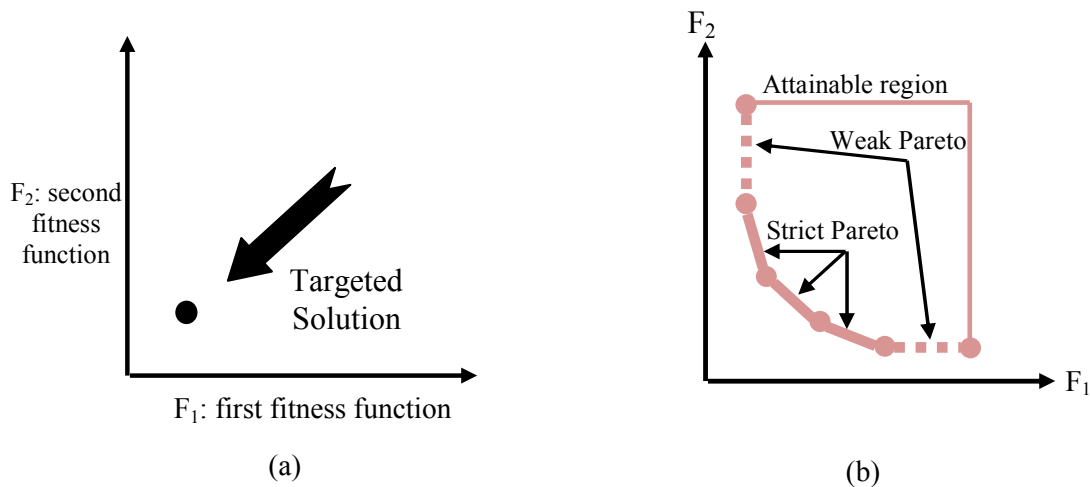 F₂: second
fitness
function
Targeted
Solution
F₁: first fitness function
(a)
F₂
Attainable region
Weak Pareto
Strict Pareto
F₁
(b)